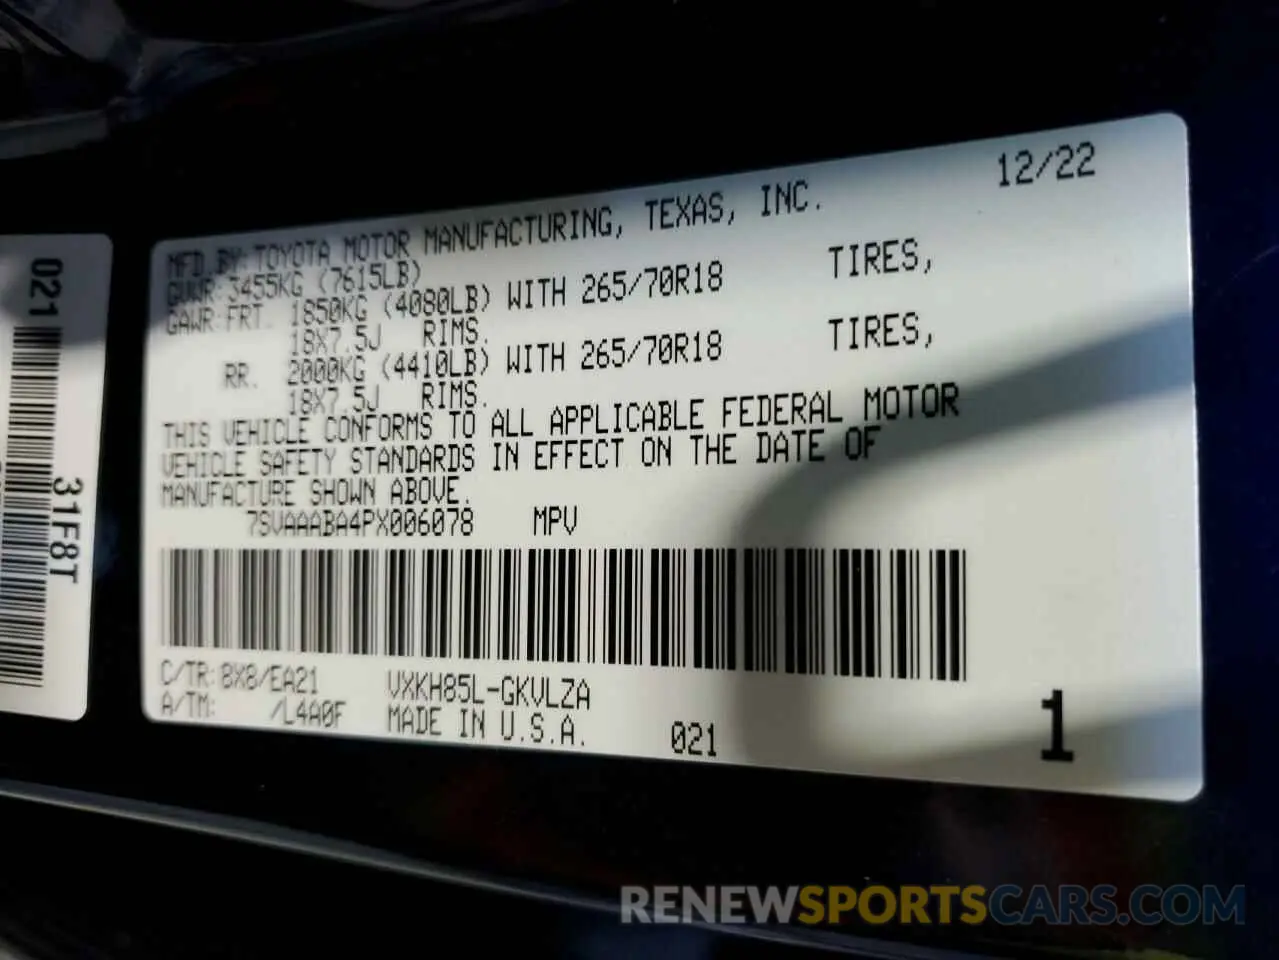 12/22
MFD.BY:TOYOTA MOTOR MANUFACTURING, TEXAS, INC.
GVWR:3455KG (7615LB)
GAWR:FRT. 1850KG (4080LB) WITH 265/70R18 TIRES,
18X7.5J RIMS.
RR. 2000KG (4410LB) WITH 265/70R18 TIRES,
18X7.5J RIMS.
THIS VEHICLE CONFORMS TO ALL APPLICABLE FEDERAL MOTOR
VEHICLE SAFETY STANDARDS IN EFFECT ON THE DATE OF
MANUFACTURE SHOWN ABOVE.
7SVAAABA4PX006078 MPV
C/TR:8X8/EA21 VXKH85L-GKVLZA
A/TM: /L4A0F MADE IN U.S.A. 021
1
021
31F8T
RENEWSPORTSCARS.COM